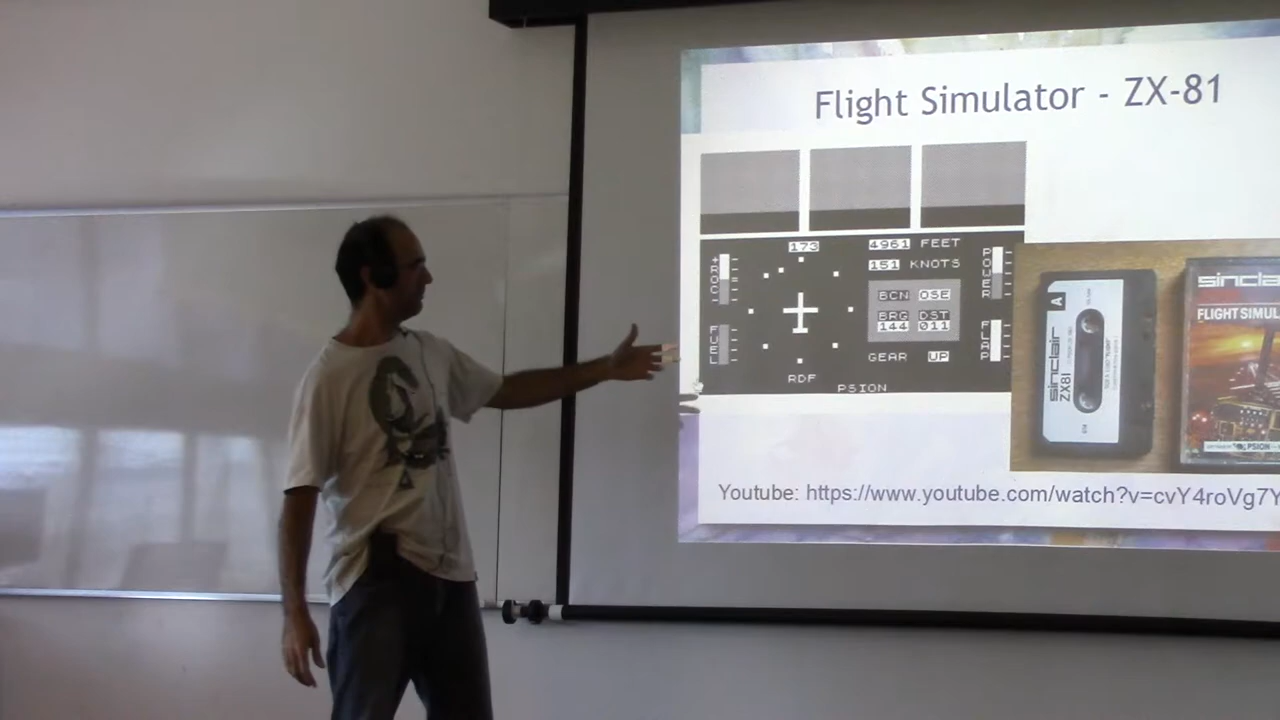 Flight Simulator - ZX-81
173
4961 FEET
151 KNOTS
ROC
POWER
BCN OSE
BRG DST
144 011
FUEL
FLAP
GEAR UP
RDF
PSION
A
sinclair
ZX81
sinclair
FLIGHT SIMUL
PSION
Youtube: https://www.youtube.com/watch?v=cvY4roVg7Y